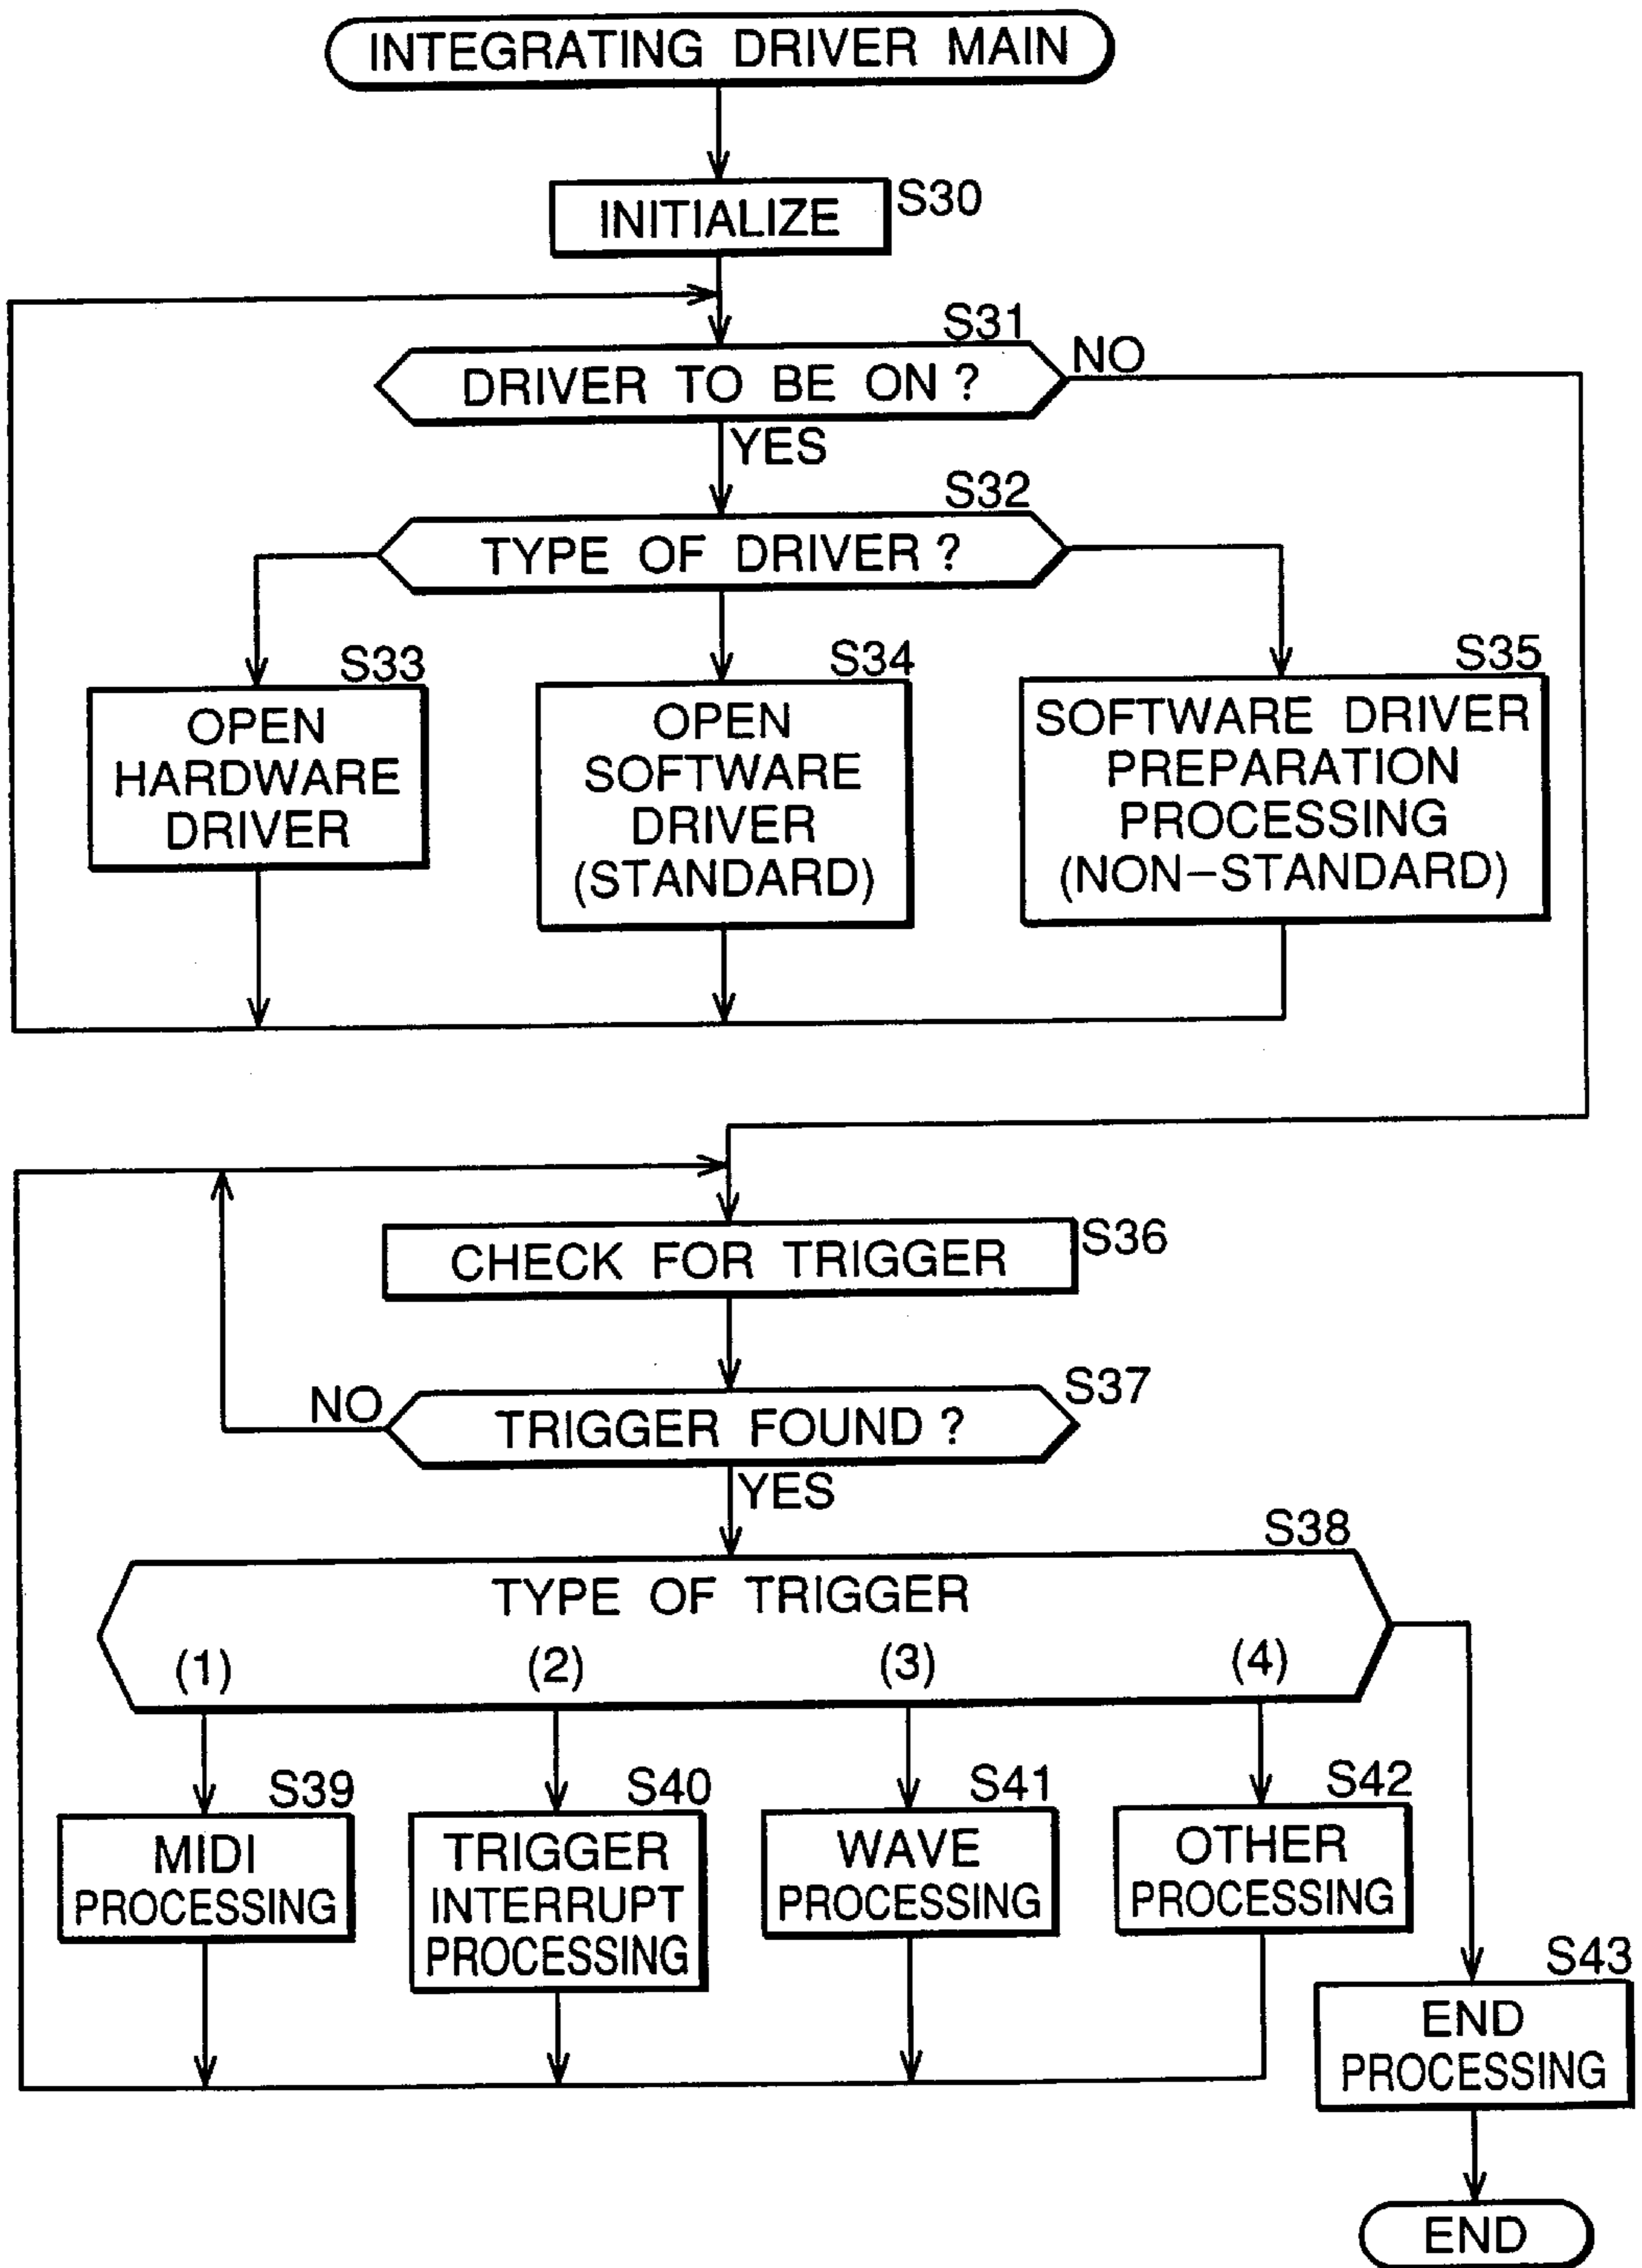 INTEGRATING DRIVER MAIN
S30
INITIALIZE
S31
DRIVER TO BE ON ?
NO
YES
S32
TYPE OF DRIVER ?
S33
OPEN
HARDWARE
DRIVER
S34
OPEN
SOFTWARE
DRIVER
(STANDARD)
S35
SOFTWARE DRIVER
PREPARATION
PROCESSING
(NON-STANDARD)
S36
CHECK FOR TRIGGER
S37
NO
TRIGGER FOUND ?
YES
S38
TYPE OF TRIGGER
(1) (2) (3) (4)
S39
MIDI
PROCESSING
S40
TRIGGER
INTERRUPT
PROCESSING
S41
WAVE
PROCESSING
S42
OTHER
PROCESSING
S43
END
PROCESSING
END